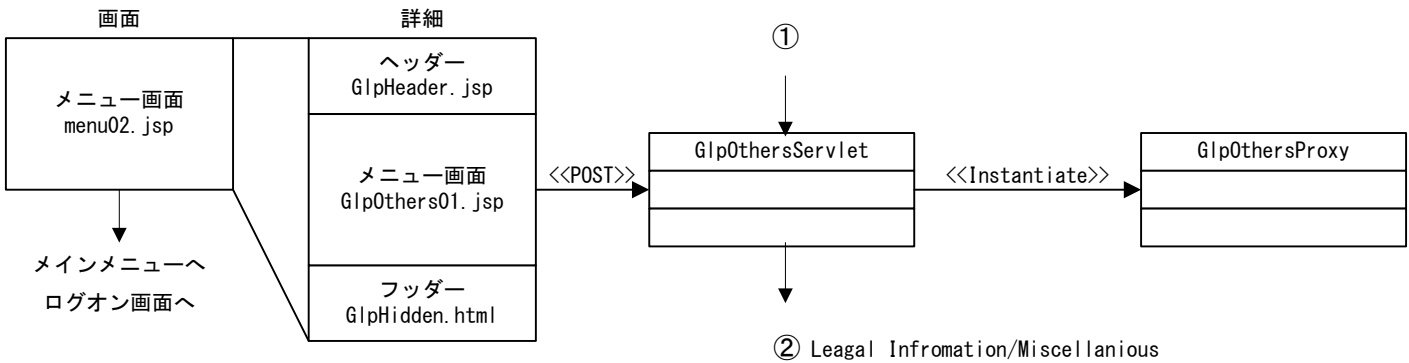 画面
詳細
メニュー画面
menu02.jsp
メインメニューへ
ログオン画面へ
ヘッダー
GlpHeader.jsp
メニュー画面
GlpOthers01.jsp
フッダー
GlpHidden.html
<<POST>>
①
GlpOthersServlet
<<Instantiate>>
GlpOthersProxy
② Leagal Infromation/Miscellanious